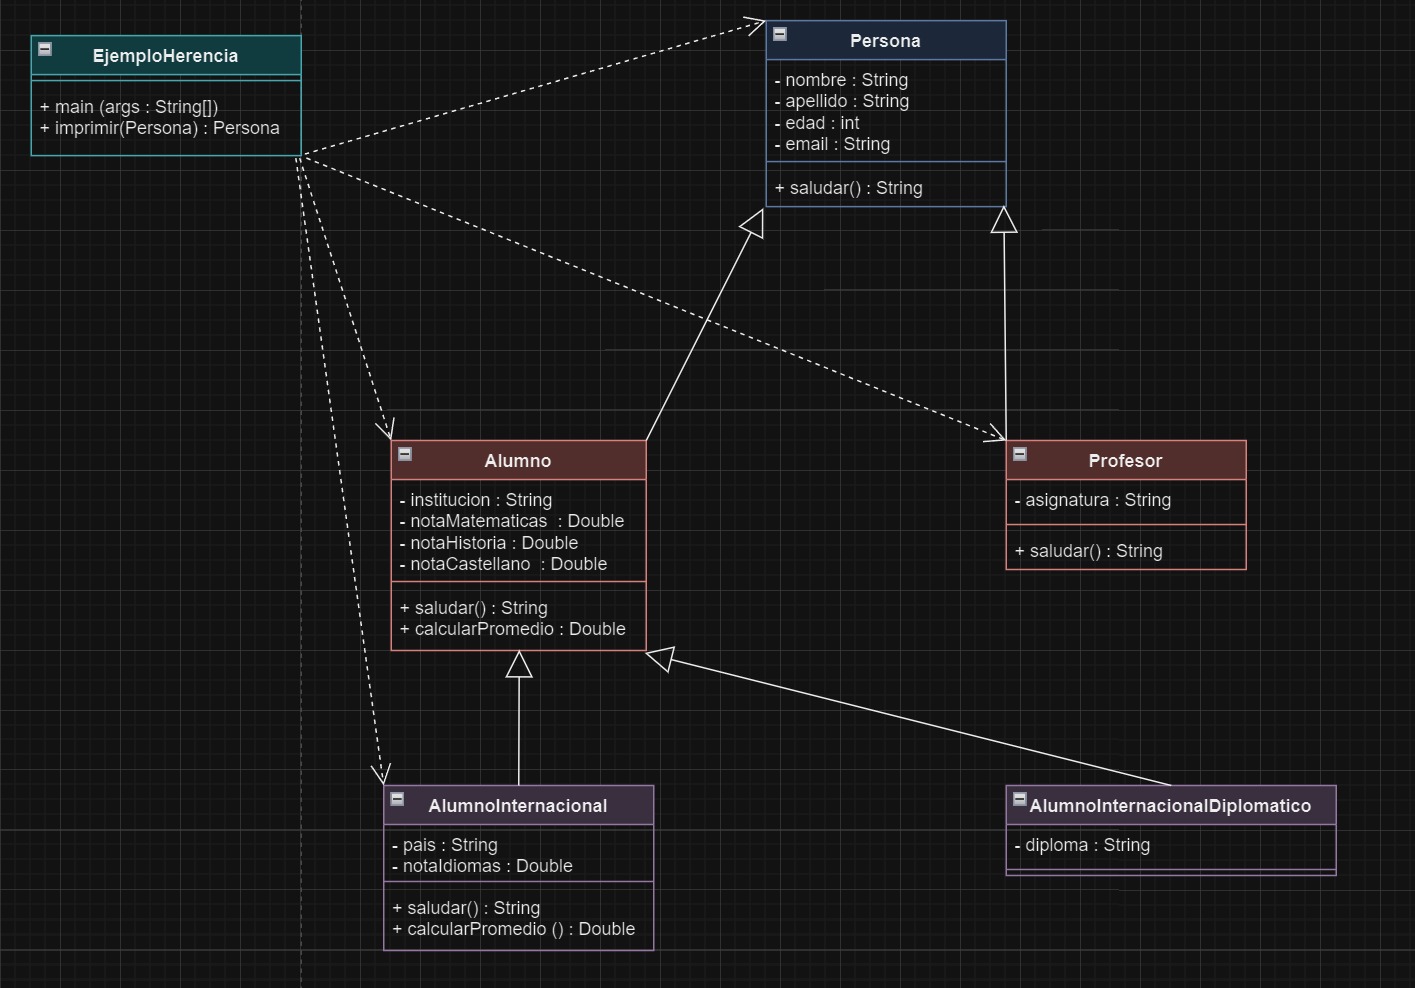 EjemploHerencia
+ main (args : String[])
+ imprimir(Persona) : Persona
Persona
- nombre : String
- apellido : String
- edad : int
- email : String
+ saludar() : String
Alumno
- institucion : String
- notaMatematicas  : Double
- notaHistoria : Double
- notaCastellano  : Double
+ saludar() : String
+ calcularPromedio : Double
Profesor
- asignatura : String
+ saludar() : String
AlumnoInternacional
- pais : String
- notaIdiomas : Double
+ saludar() : String
+ calcularPromedio () : Double
AlumnoInternacionalDiplomatico
- diploma : String